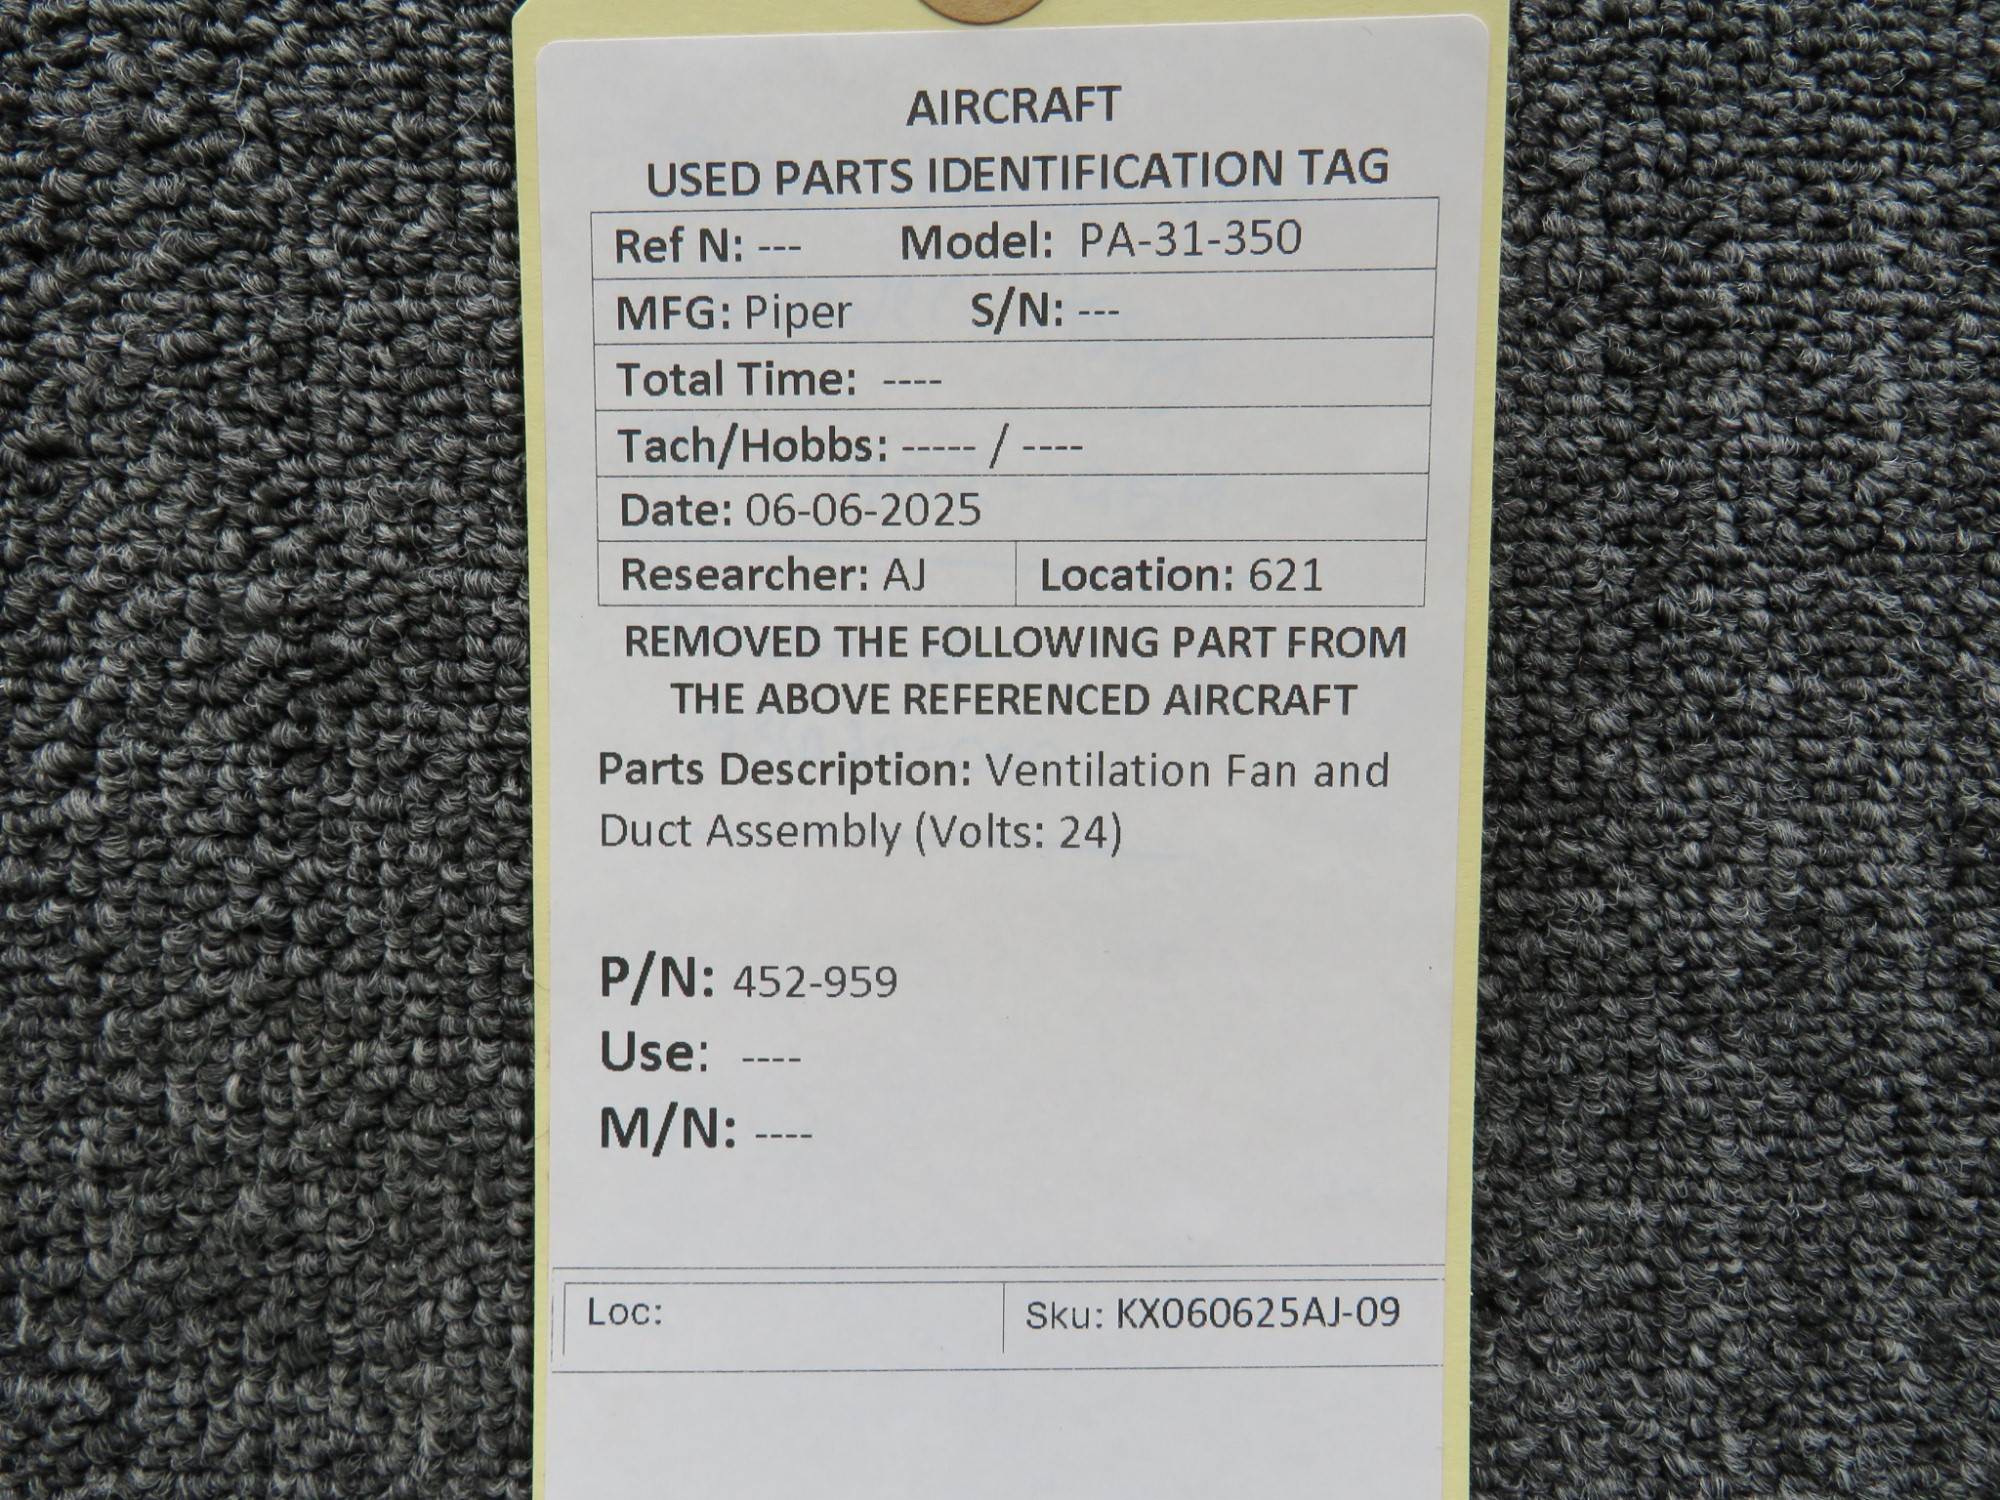 AIRCRAFT
USED PARTS IDENTIFICATION TAG
Ref N: --- Model: PA-31-350
MFG: Piper S/N: ---
Total Time: ----
Tach/Hobbs: ----- / ----
Date: 06-06-2025
Researcher: AJ Location: 621
REMOVED THE FOLLOWING PART FROM
THE ABOVE REFERENCED AIRCRAFT
Parts Description: Ventilation Fan and
Duct Assembly (Volts: 24)
P/N: 452-959
Use: ----
M/N: ----
Loc: Sku: KX060625AJ-09